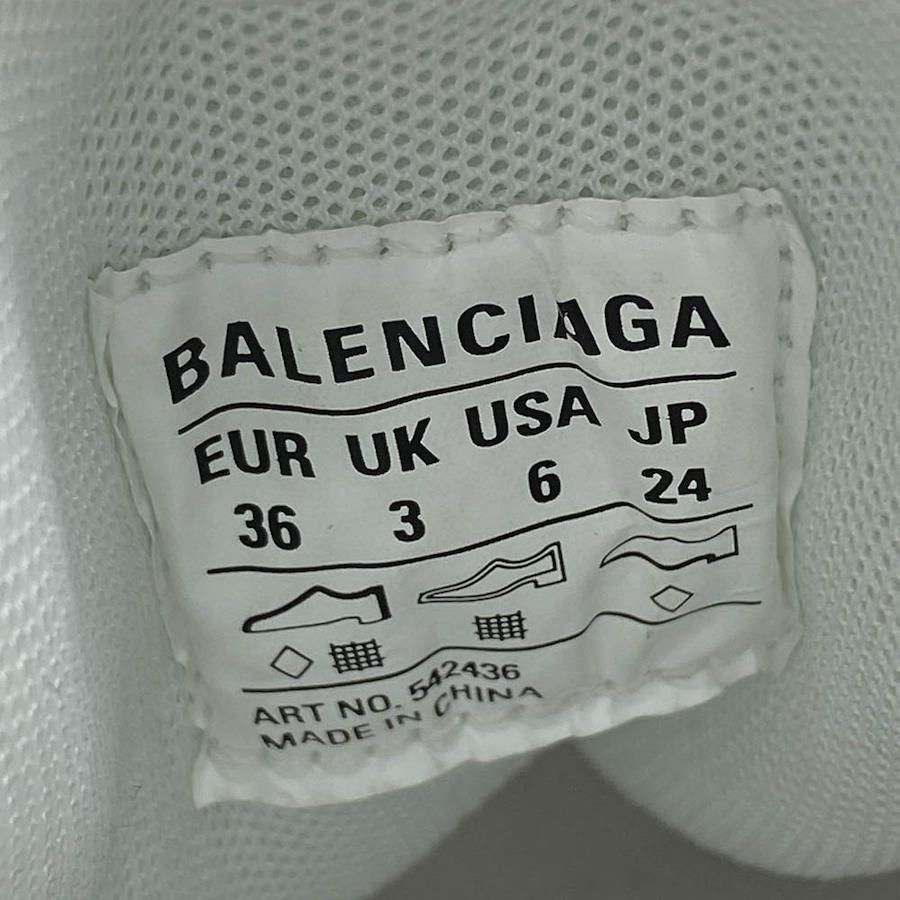 BALENCIAGA
EUR UK USA JP
36 3 6 24
ART NO. 542436
MADE IN CHINA